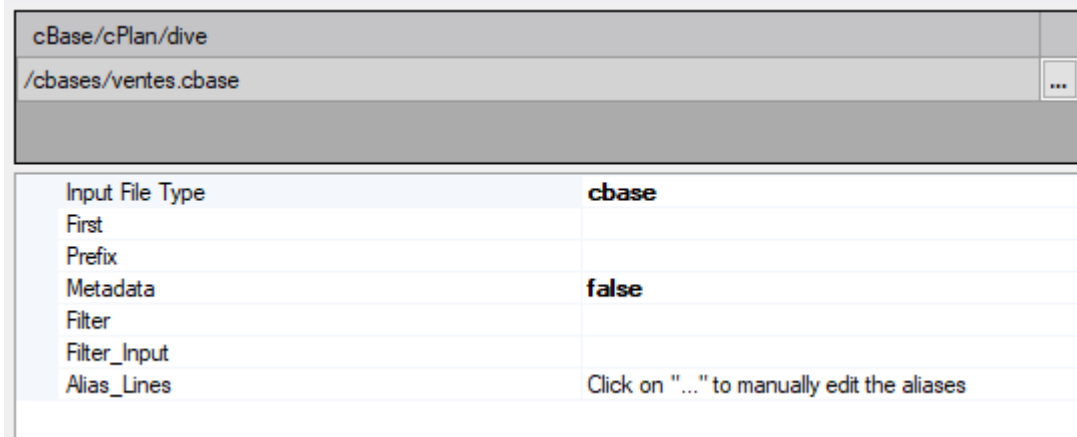 cBase/cPlan/dive
/cbases/ventes.cbase ...
Input File Type cbase
First
Prefix
Metadata false
Filter
Filter_Input
Alias_Lines Click on "..." to manually edit the aliases